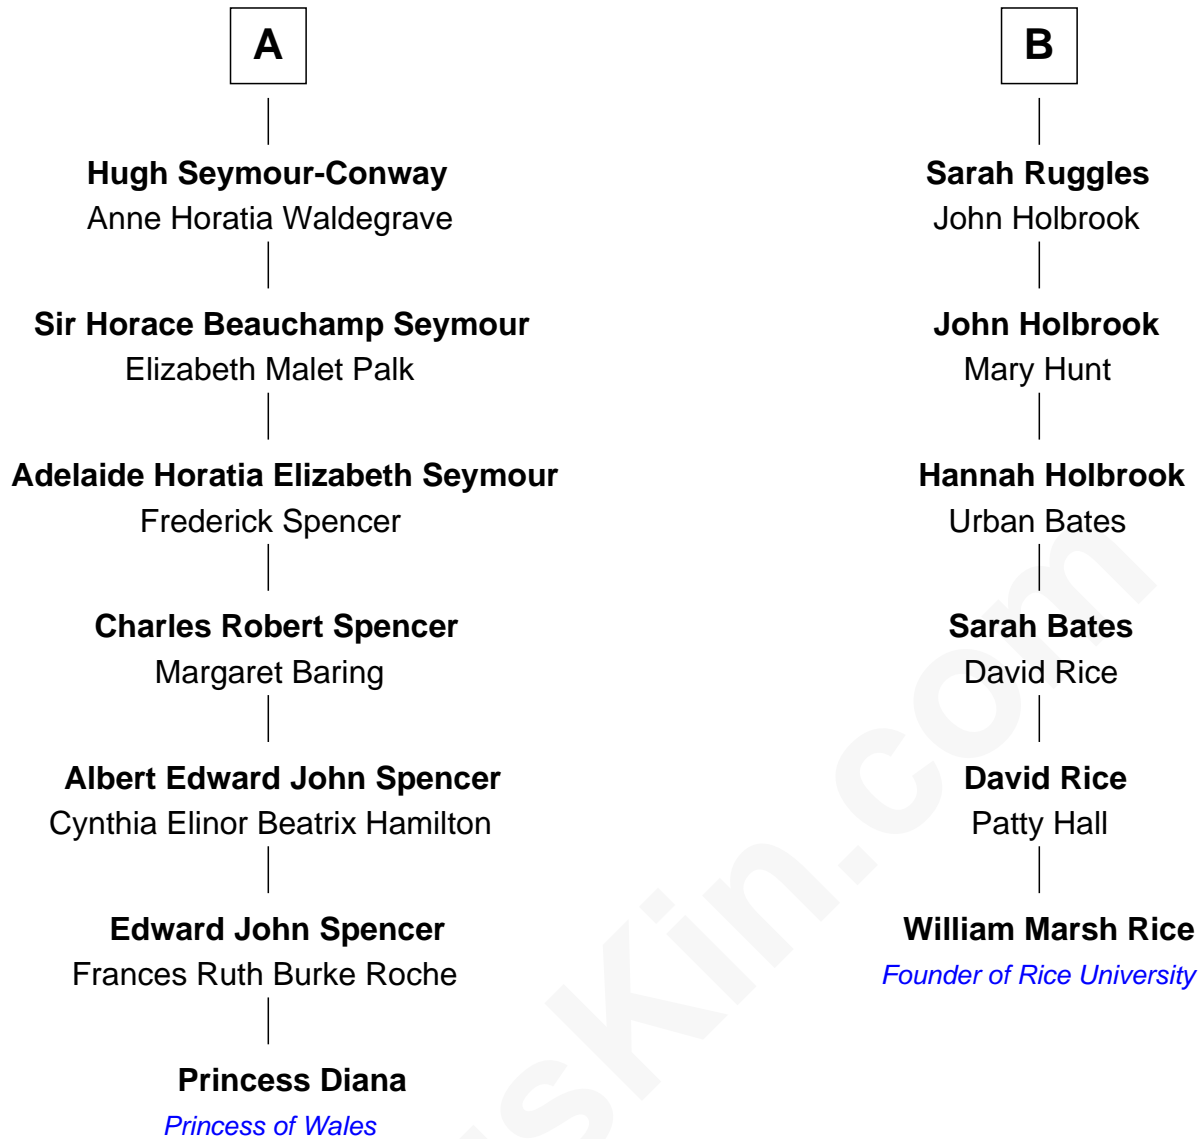 A
Hugh Seymour-Conway
Anne Horatia Waldegrave
Sir Horace Beauchamp Seymour
Elizabeth Malet Palk
Adelaide Horatia Elizabeth Seymour
Frederick Spencer
Charles Robert Spencer
Margaret Baring
Albert Edward John Spencer
Cynthia Elinor Beatrix Hamilton
Edward John Spencer
Frances Ruth Burke Roche
Princess Diana
Princess of Wales
B
Sarah Ruggles
John Holbrook
John Holbrook
Mary Hunt
Hannah Holbrook
Urban Bates
Sarah Bates
David Rice
David Rice
Patty Hall
William Marsh Rice
Founder of Rice University